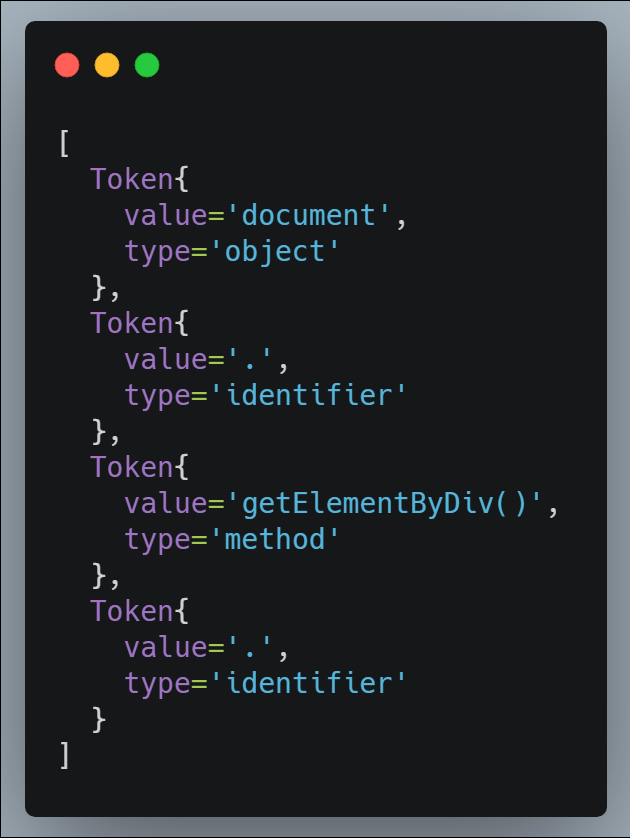 [
  Token{
    value='document',
    type='object'
  },
  Token{
    value='.',
    type='identifier'
  },
  Token{
    value='getElementByDiv()',
    type='method'
  },
  Token{
    value='.',
    type='identifier'
  }
]